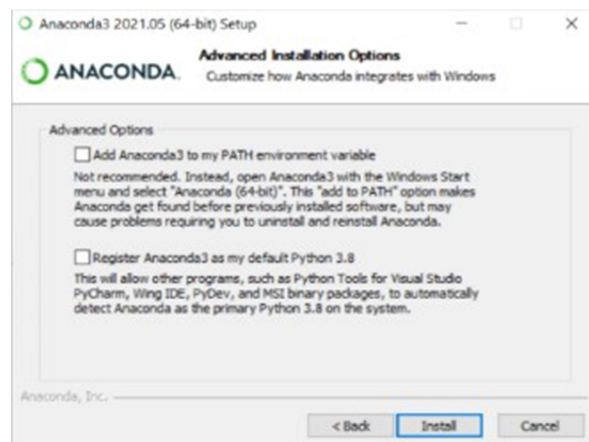 Anaconda3 2021.05 (64-bit) Setup
ANACONDA.
Advanced Installation Options
Customize how Anaconda integrates with Windows
Advanced Options
Add Anaconda3 to my PATH environment variable
Not recommended. Instead, open Anaconda3 with the Windows Start
menu and select "Anaconda (64-bit)". This "add to PATH" option makes
Anaconda get found before previously installed software, but may
cause problems requiring you to uninstall and reinstall Anaconda.
Register Anaconda3 as my default Python 3.8
This will allow other programs, such as Python Tools for Visual Studio
PyCharm, Wing IDE, PyDev, and MSI binary packages, to automatically
detect Anaconda as the primary Python 3.8 on the system.
Anaconda, Inc.
< Back Install Cancel